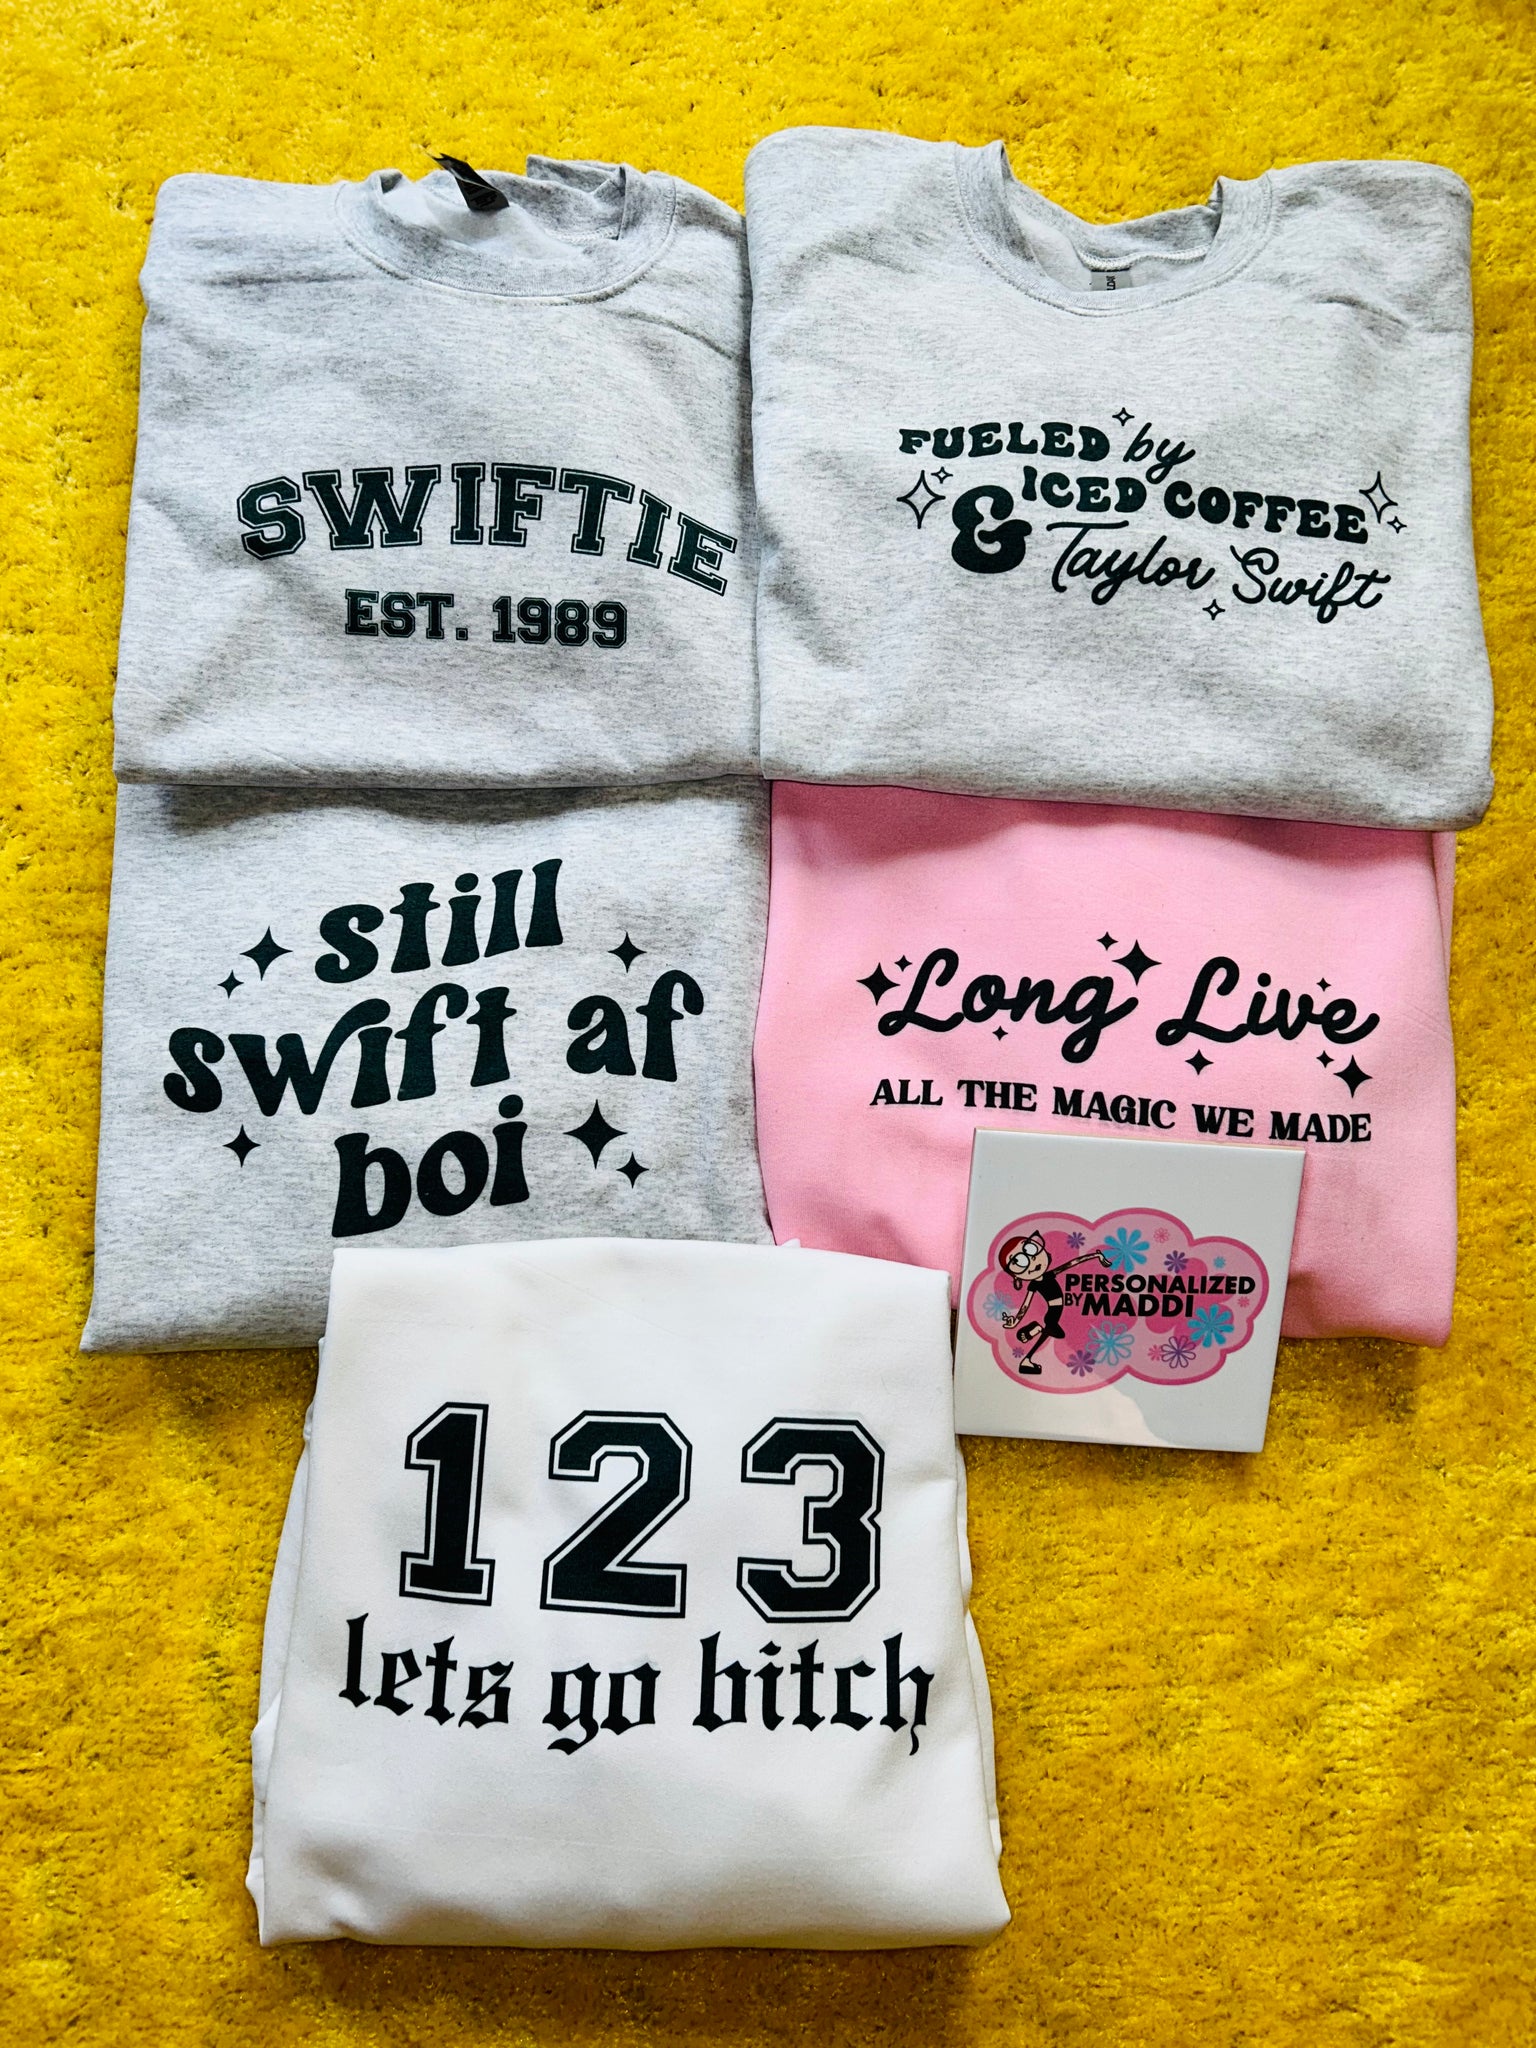 SWIFTIE
EST. 1989
FUELED by
ICED COFFEE
& Taylor Swift
still
swift af
boi
Long Live
ALL THE MAGIC WE MADE
PERSONALIZED
BY MADDI
123
lets go bitch